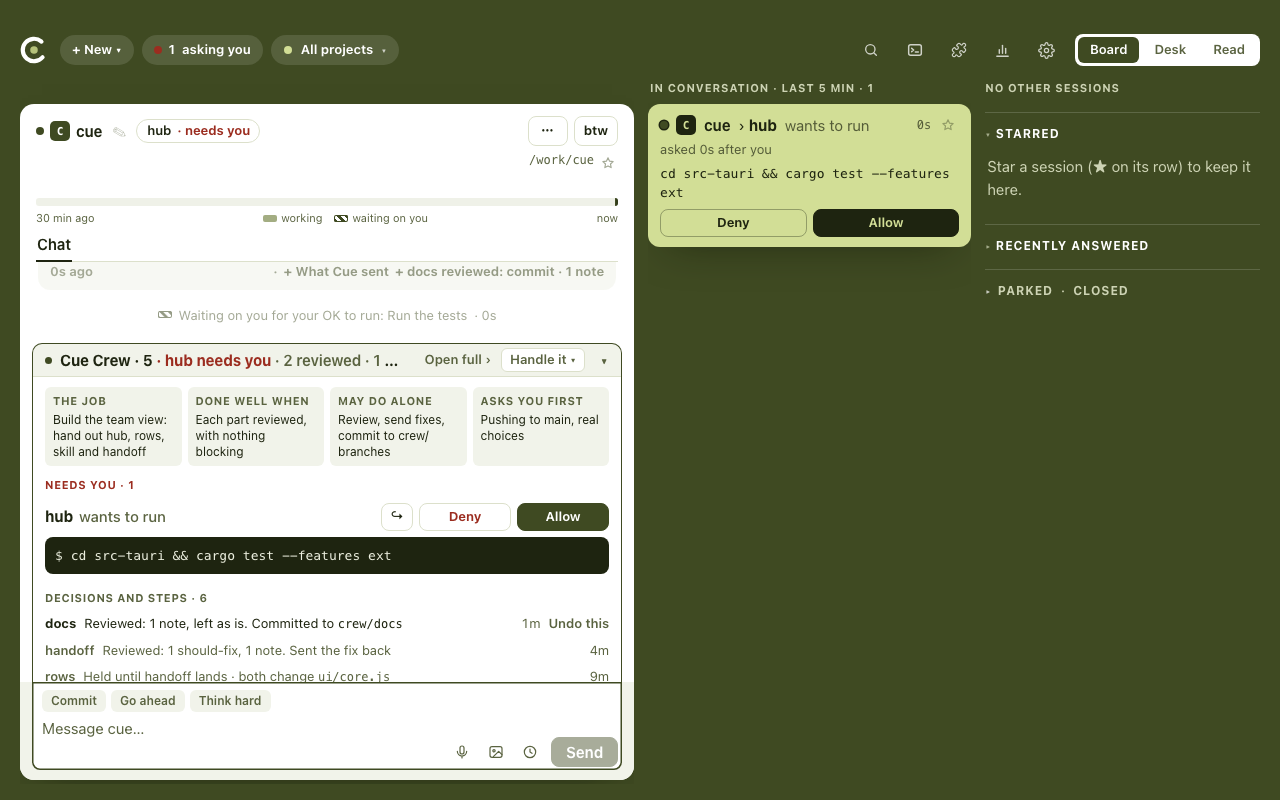 + New ▾
1 asking you
All projects ▾
Board
Desk
Read
C cue
hub · needs you
···
btw
/work/cue
30 min ago
working
waiting on you
now
Chat
0s ago
· + What Cue sent + docs reviewed: commit · 1 note
Waiting on you for your OK to run: Run the tests · 0s
Cue Crew · 5 · hub needs you · 2 reviewed · 1 ...
Open full ›
Handle it ▾
▾
THE JOB
Build the team view:
hand out hub, rows,
skill and handoff
DONE WELL WHEN
Each part reviewed,
with nothing
blocking
MAY DO ALONE
Review, send fixes,
commit to crew/
branches
ASKS YOU FIRST
Pushing to main, real
choices
NEEDS YOU · 1
hub wants to run
↪
Deny
Allow
$ cd src-tauri && cargo test --features ext
DECISIONS AND STEPS · 6
docs Reviewed: 1 note, left as is. Committed to crew/docs
1m Undo this
handoff Reviewed: 1 should-fix, 1 note. Sent the fix back
4m
rows Held until handoff lands · both change ui/core.js
9m
Commit
Go ahead
Think hard
Message cue...
Send
IN CONVERSATION · LAST 5 MIN · 1
C cue › hub wants to run
0s
asked 0s after you
cd src-tauri && cargo test --features
ext
Deny
Allow
NO OTHER SESSIONS
▾ STARRED
Star a session (★ on its row) to keep it
here.
▸ RECENTLY ANSWERED
▸ PARKED · CLOSED